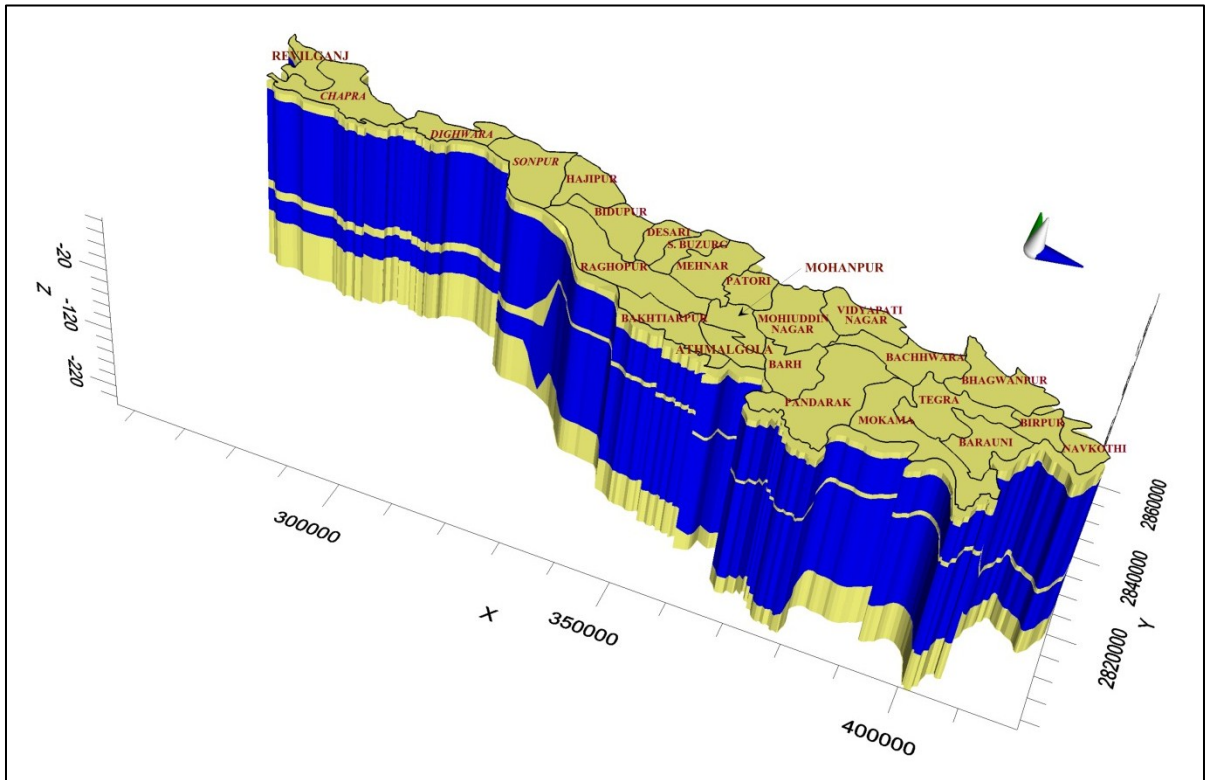 REVILGANJ
CHAPRA
DIGHWARA
SONPUR
HAJIPUR
BIDUPUR
DESARI
S. BUZURG
RAGHOPUR
MEHNAR
MOHANPUR
PATORI
BAKHTIARPUR
MOHIUDDIN
NAGAR
VIDYAPATI
NAGAR
ATHMALGOLA
BARH
BACHHWARA
BHAGWANPUR
PANDARAK
TEGRA
MOKAMA
BIRPUR
BARAUNI
NAVKOTHI
-20
Z
-120
-220
300000
X
350000
400000
2860000
2840000
Y
2820000